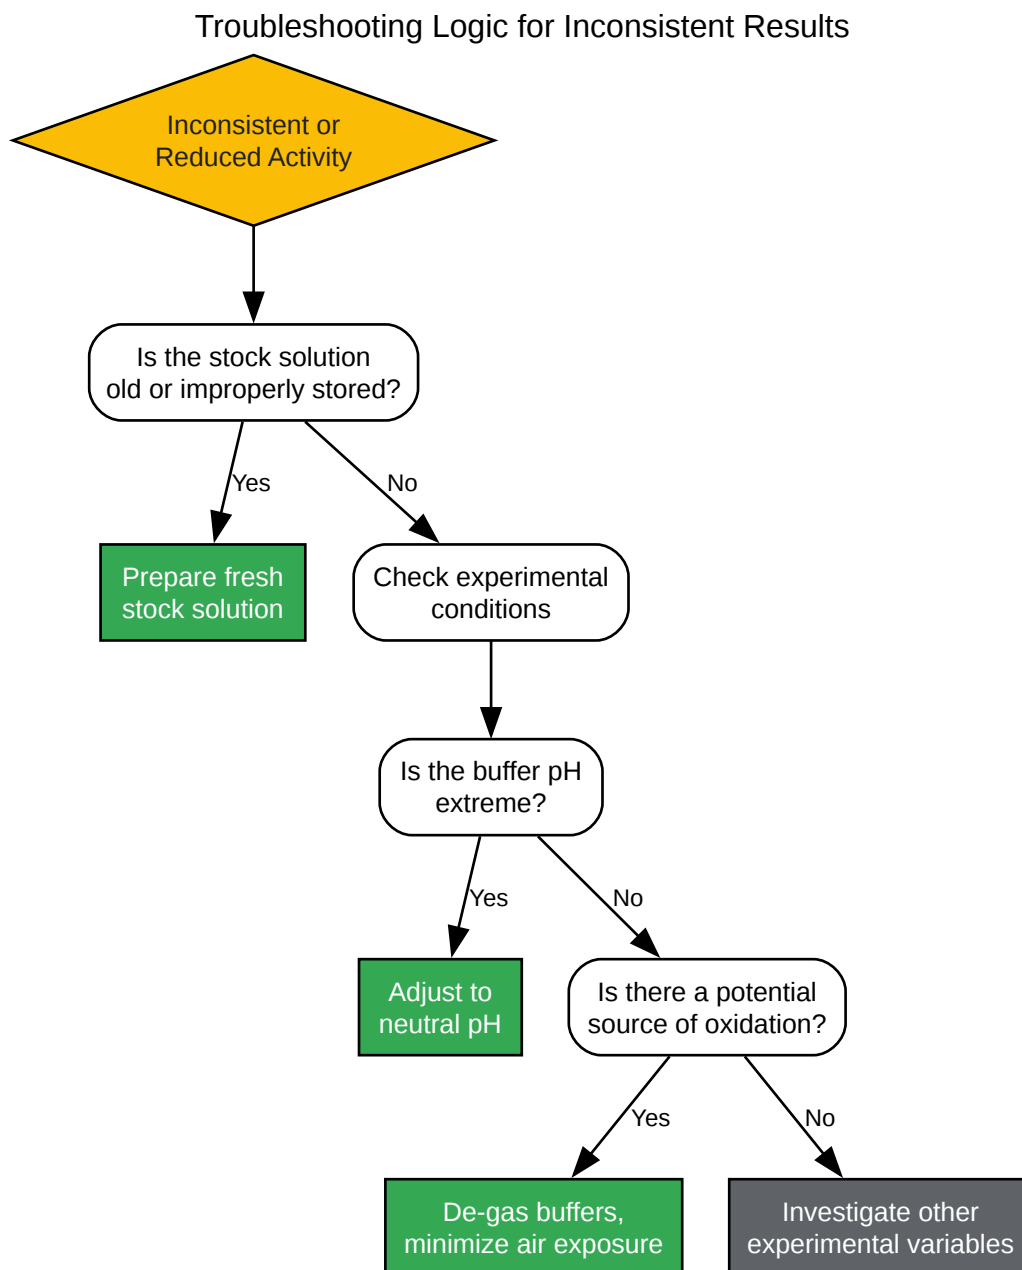 Troubleshooting Logic for Inconsistent Results
Inconsistent or
Reduced Activity
Is the stock solution
old or improperly stored?
Yes
No
Prepare fresh
stock solution
Check experimental
conditions
Is the buffer pH
extreme?
Yes
No
Adjust to
neutral pH
Is there a potential
source of oxidation?
Yes
No
De-gas buffers,
minimize air exposure
Investigate other
experimental variables